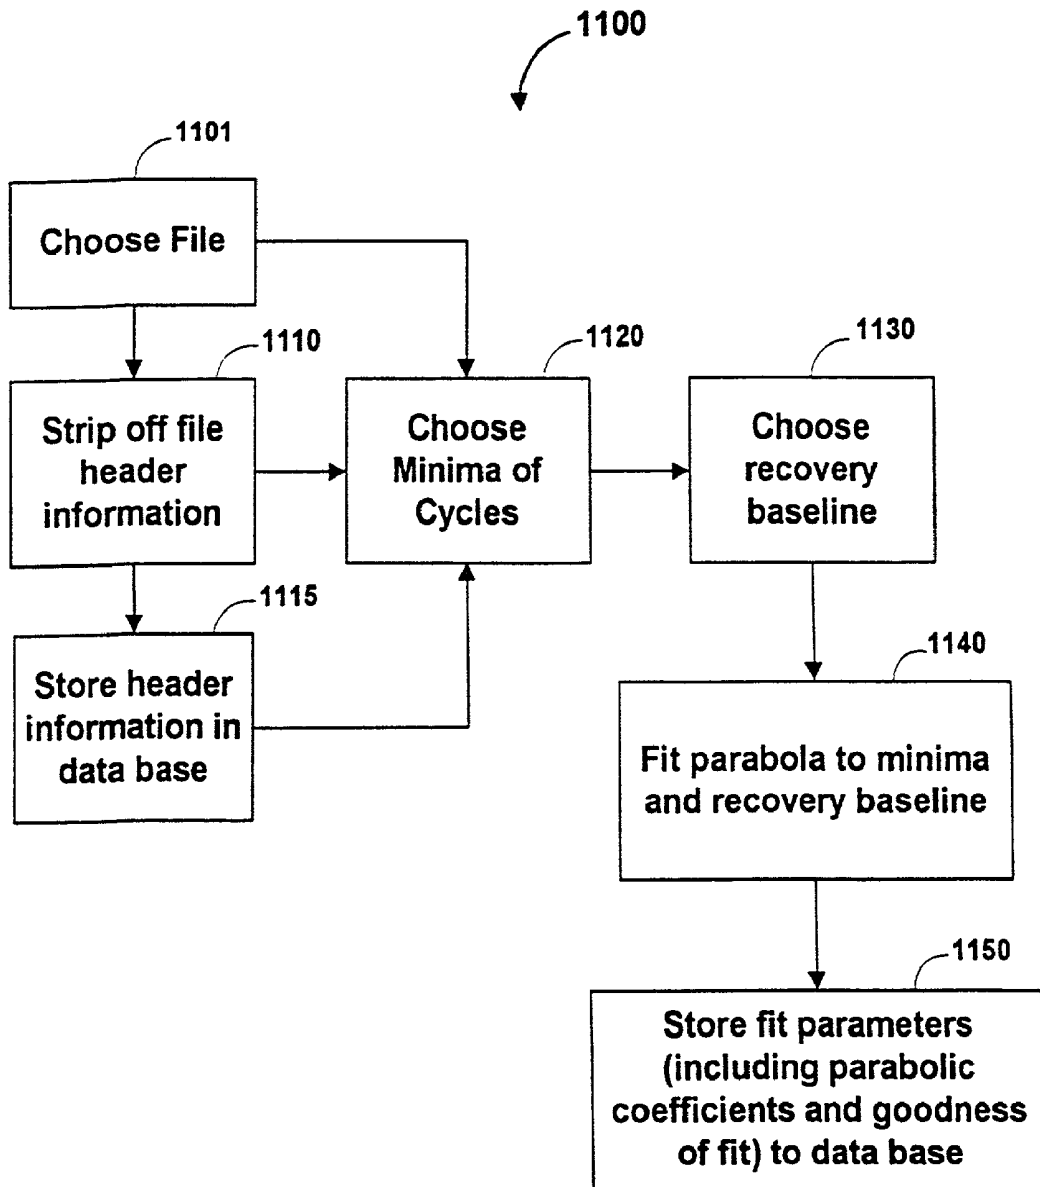 1100
1101
Choose File
1110
Strip off file
header
information
1120
Choose
Minima of
Cycles
1130
Choose
recovery
baseline
1115
Store header
information in
data base
1140
Fit parabola to minima
and recovery baseline
1150
Store fit parameters
(including parabolic
coefficients and goodness
of fit) to data base